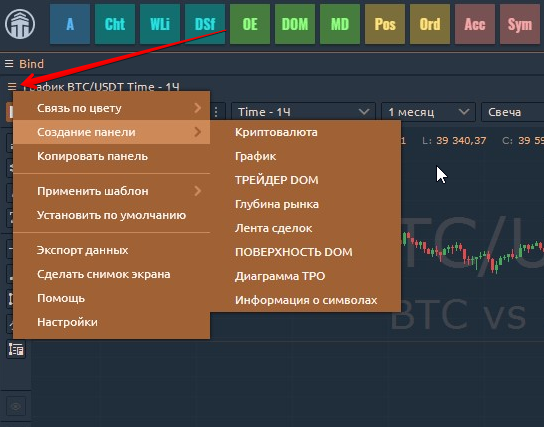 A Cht WLi DSf OE DOM MD Pos Ord Acc Sym
Bind
График BTC/USDT Time - 1Ч
Time - 1Ч 1 месяц Свеча
L: 39 340,37 C: 39 59
Связь по цвету
Создание панели
Копировать панель
Применить шаблон
Установить по умолчанию
Экспорт данных
Сделать снимок экрана
Помощь
Настройки
Криптовалюта
График
ТРЕЙДЕР DOM
Глубина рынка
Лента сделок
ПОВЕРХНОСТЬ DOM
Диаграмма TPO
Информация о символах
TC/U
BTC vs